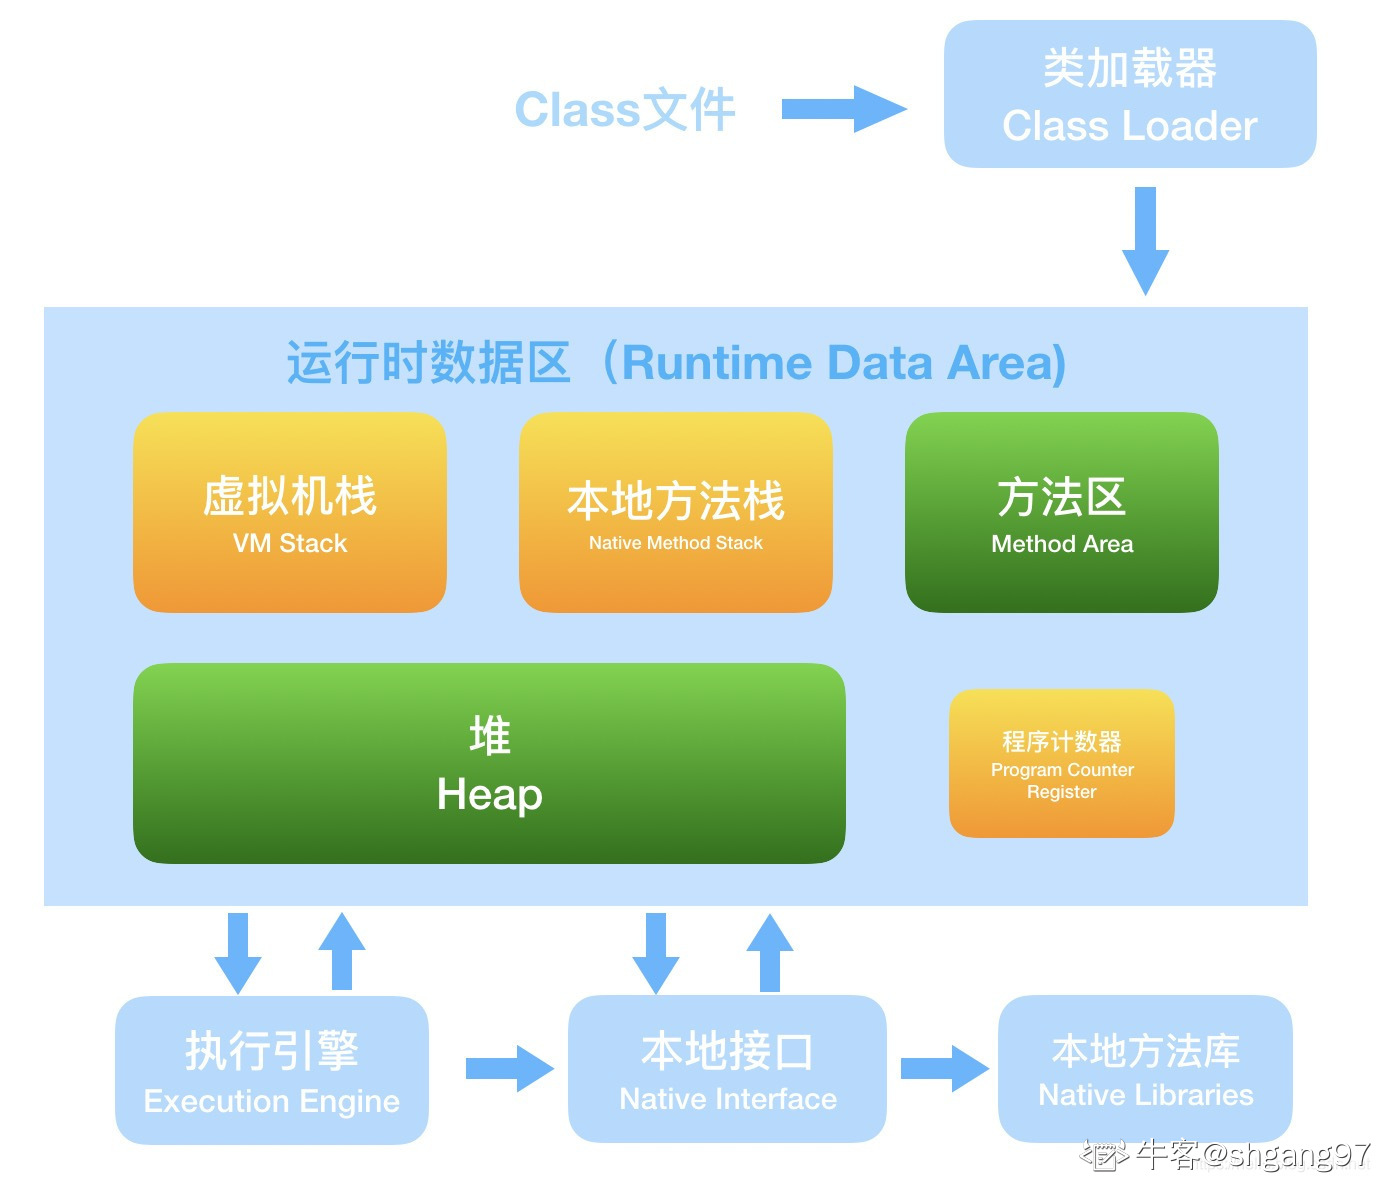 Class文件
类加载器
Class Loader
运行时数据区（Runtime Data Area)
虚拟机栈
VM Stack
本地方法栈
Native Method Stack
方法区
Method Area
堆
Heap
程序计数器
Program Counter
Register
执行引擎
Execution Engine
本地接口
Native Interface
本地方法库
Native Libraries
牛客@shgang97